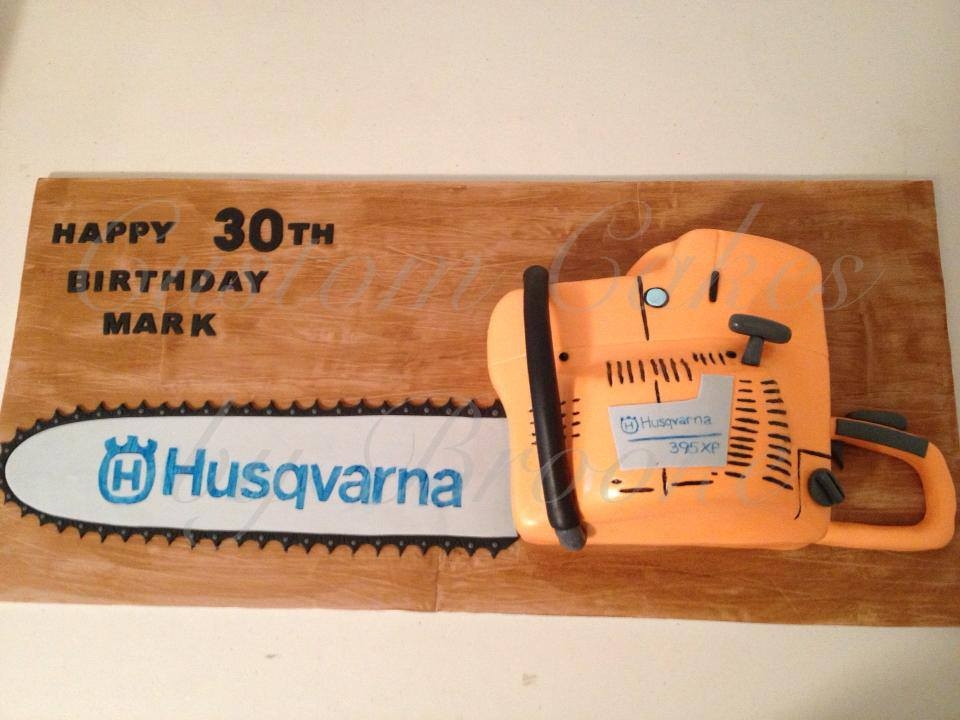 HAPPY 30TH
BIRTHDAY
MARK
Custom Cakes
by Brooke
H Husqvarna
H Husqvarna
395XP